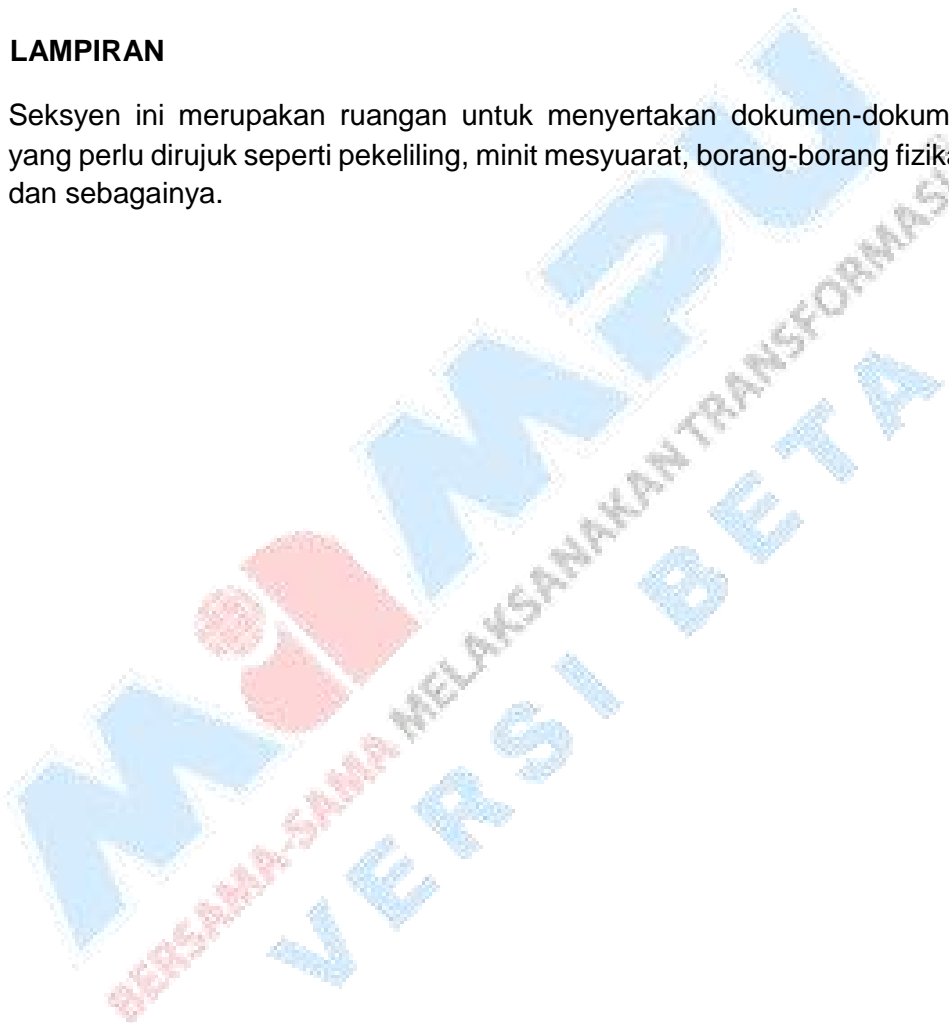 LAMPIRAN
Seksyen ini merupakan ruangan untuk menyertakan dokumen-dokum
yang perlu dirujuk seperti pekeliling, minit mesyuarat, borang-borang fizika
dan sebagainya.
MAMPU
BERSAMA-SAMA MELAKSANAKAN TRANSFORMASI
VERSI BETA